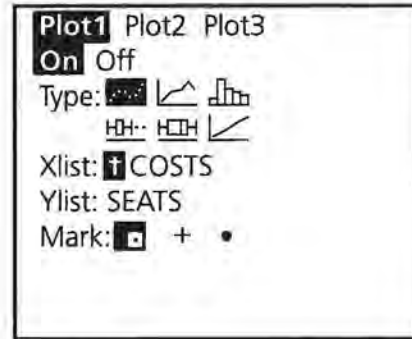 Plot1 Plot2 Plot3
On Off
Type:
Xlist: †COSTS
Ylist: SEATS
Mark: + •